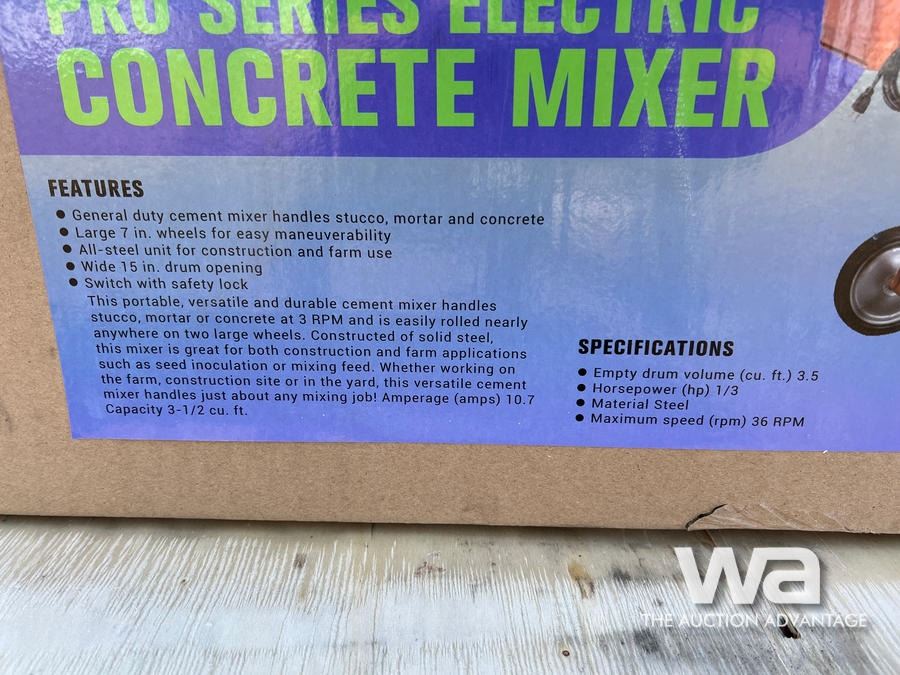 PRO SERIES ELECTRIC
CONCRETE MIXER
FEATURES
● General duty cement mixer handles stucco, mortar and concrete
● Large 7 in. wheels for easy maneuverability
● All-steel unit for construction and farm use
● Wide 15 in. drum opening
● Switch with safety lock
This portable, versatile and durable cement mixer handles
stucco, mortar or concrete at 3 RPM and is easily rolled nearly
anywhere on two large wheels. Constructed of solid steel,
this mixer is great for both construction and farm applications
such as seed inoculation or mixing feed. Whether working on
the farm, construction site or in the yard, this versatile cement
mixer handles just about any mixing job! Amperage (amps) 10.7
Capacity 3-1/2 cu. ft.
SPECIFICATIONS
● Empty drum volume (cu. ft.) 3.5
● Horsepower (hp) 1/3
● Material Steel
● Maximum speed (rpm) 36 RPM
wa
THE AUCTION ADVANTAGE